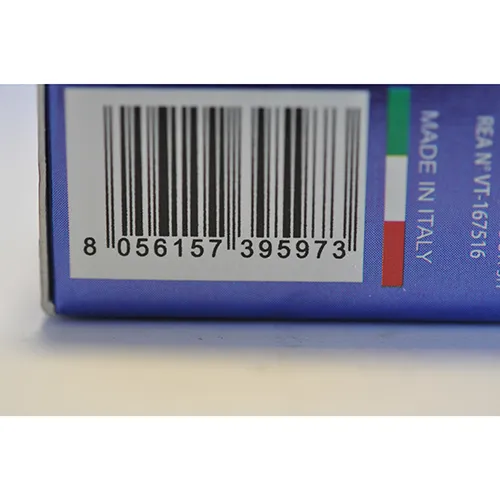 8 056157 395973
MADE IN ITALY
REA N° VT-167516